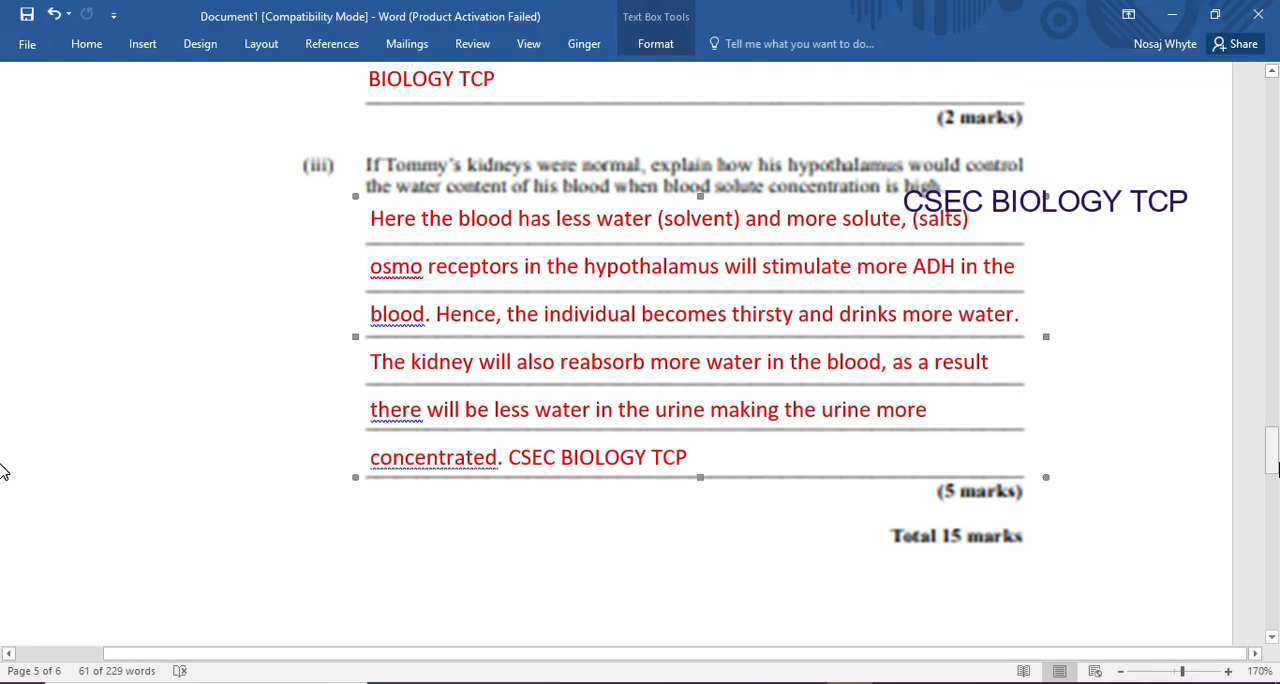 Document1 [Compatibility Mode] - Word (Product Activation Failed)
Text Box Tools
File
Home
Insert
Design
Layout
References
Mailings
Review
View
Ginger
Format
Tell me what you want to do...
Nosaj Whyte
Share
BIOLOGY TCP
(2 marks)
(iii) If Tommy's kidneys were normal, explain how his hypothalamus would control
the water content of his blood when blood solute concentration is high.
CSEC BIOLOGY TCP
Here the blood has less water (solvent) and more solute, (salts)
osmo receptors in the hypothalamus will stimulate more ADH in the
blood. Hence, the individual becomes thirsty and drinks more water.
The kidney will also reabsorb more water in the blood, as a result
there will be less water in the urine making the urine more
concentrated. CSEC BIOLOGY TCP
(5 marks)
Total 15 marks
Page 5 of 6
61 of 229 words
170%